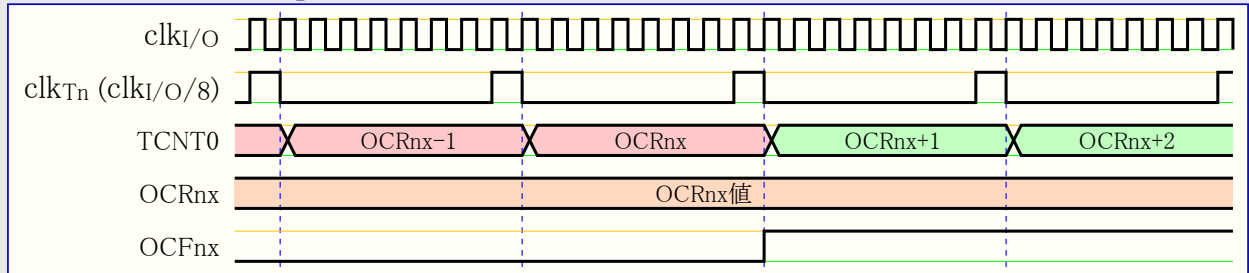 clkI/O
clkTn (clkI/O/8)
TCNT0 OCRnx-1 OCRnx OCRnx+1 OCRnx+2
OCRnx OCRnx値
OCFnx